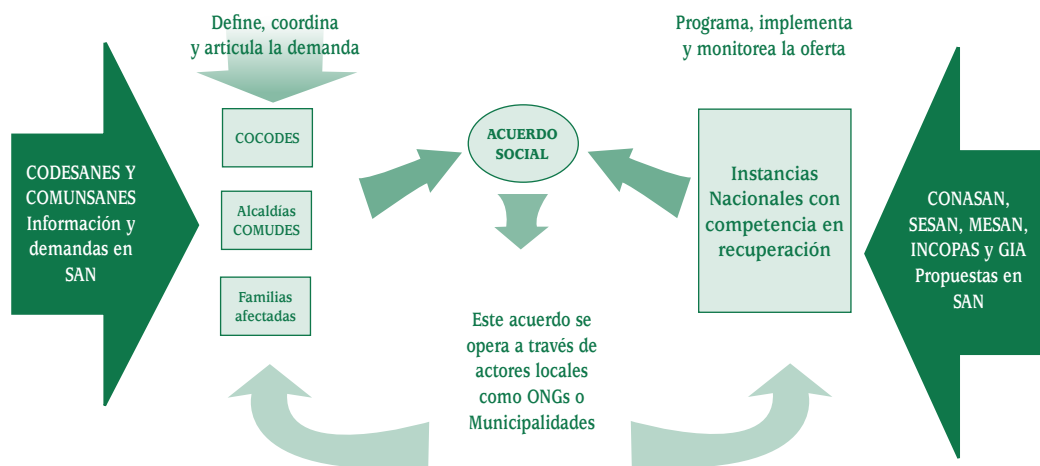 Define, coordina
y articula la demanda
Programa, implementa
y monitorea la oferta
CODESANES Y
COMUNSANES
Información y
demandas en
SAN
COCODES
Alcaldías
COMUDES
Familias
afectadas
ACUERDO
SOCIAL
Este acuerdo se
opera a través de
actores locales
como ONGs o
Municipalidades
Instancias
Nacionales con
competencia en
recuperación
CONASAN,
SESAN, MESAN,
INCOPAS y GIA
Propuestas en
SAN